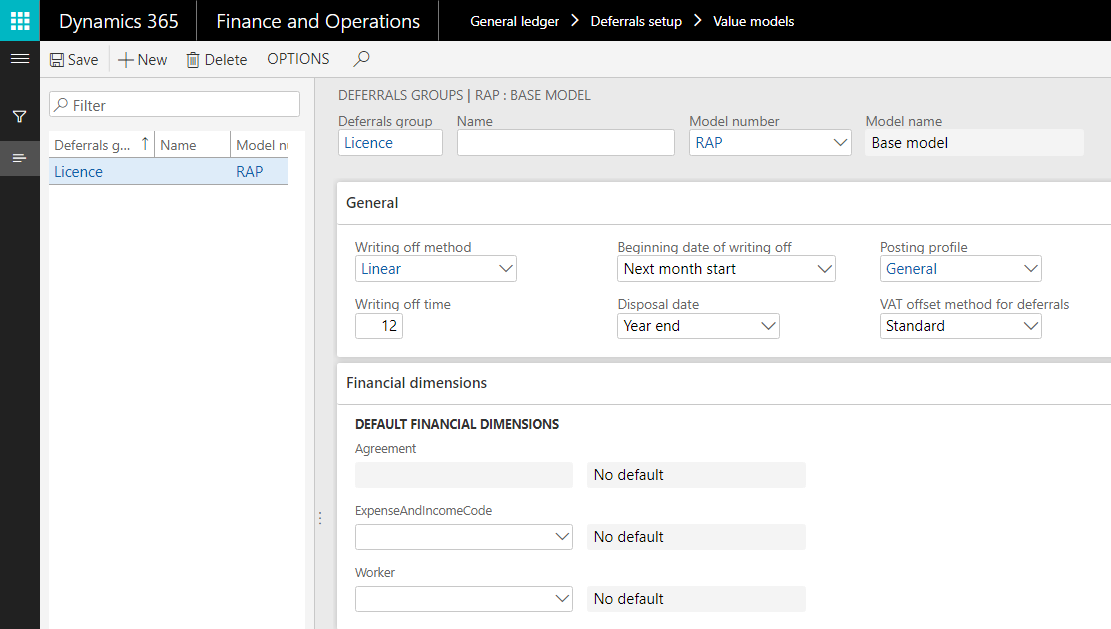 Dynamics 365 Finance and Operations General ledger Deferrals setup Value models
Save New Delete OPTIONS
Filter
Deferrals g... Name Model nu
Licence RAP
DEFERRALS GROUPS | RAP : BASE MODEL
Deferrals group Name Model number Model name
Licence RAP Base model
General
Writing off method Beginning date of writing off Posting profile
Linear Next month start General
Writing off time Disposal date VAT offset method for deferrals
12 Year end Standard
Financial dimensions
DEFAULT FINANCIAL DIMENSIONS
Agreement
No default
ExpenseAndIncomeCode
No default
Worker
No default